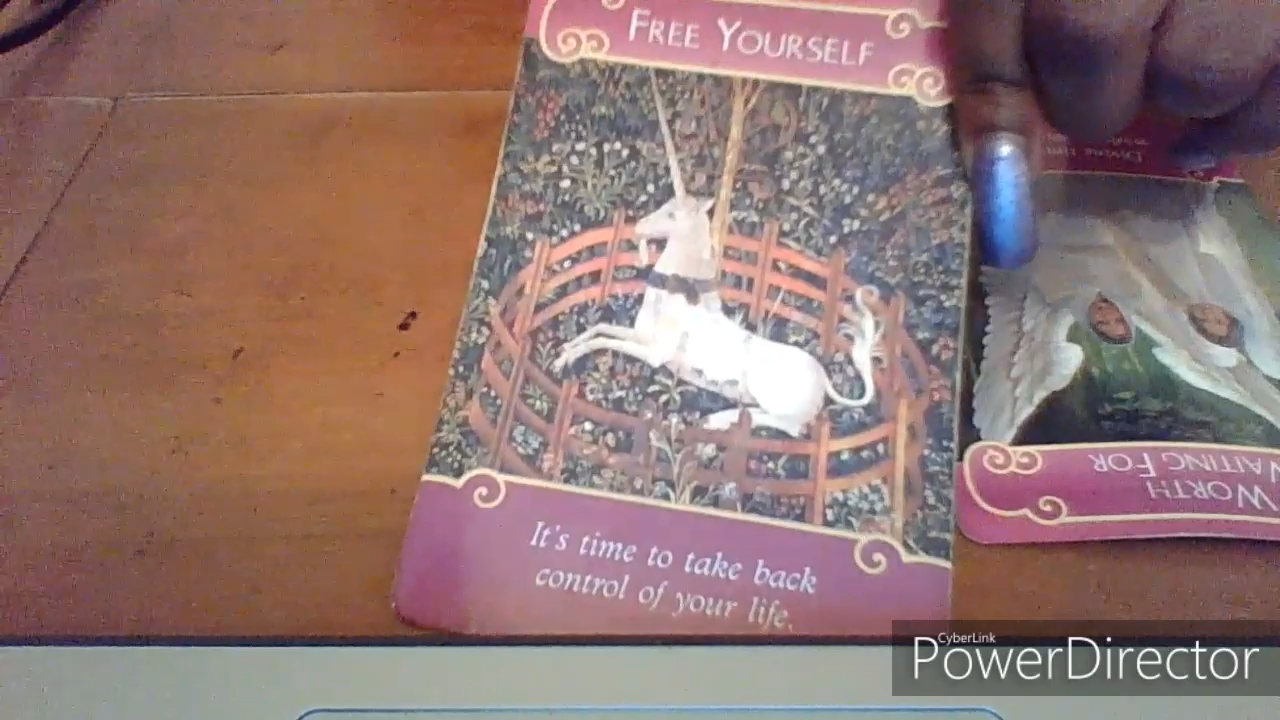 FREE YOURSELF
It's time to take back
control of your life.
WORTH
WAITING FOR
CyberLink
PowerDirector